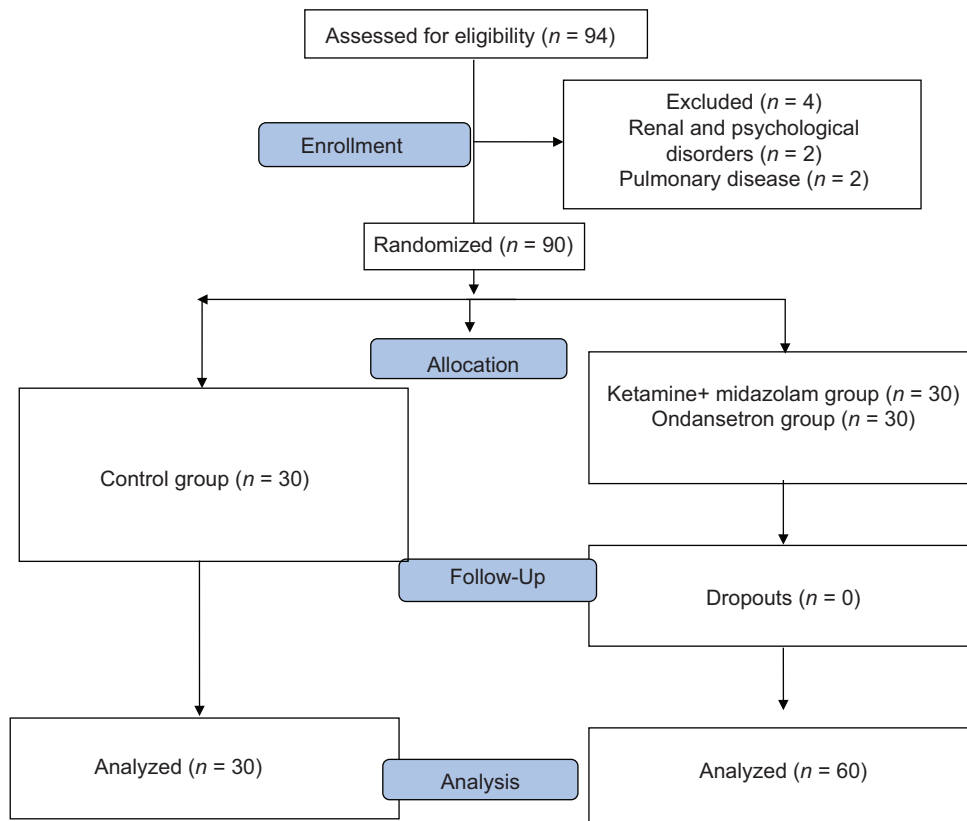 Assessed for eligibility (n = 94)
Excluded (n = 4)
Renal and psychological
disorders (n = 2)
Pulmonary disease (n = 2)
Enrollment
Randomized (n = 90)
Allocation
Ketamine+ midazolam group (n = 30)
Ondansetron group (n = 30)
Control group (n = 30)
Follow-Up
Dropouts (n = 0)
Analyzed (n = 30)
Analysis
Analyzed (n = 60)